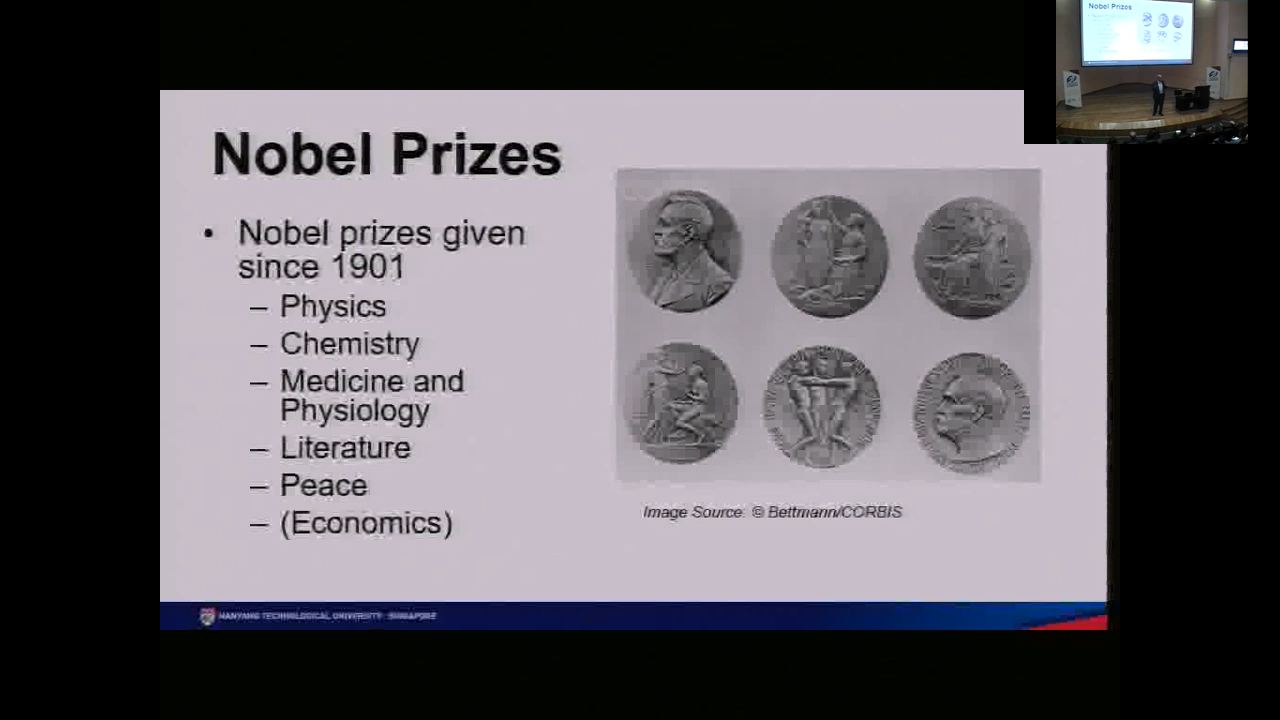 Nobel Prizes
• Nobel prizes given
since 1901
– Physics
– Chemistry
– Medicine and
Physiology
– Literature
– Peace
– (Economics)
Image Source: © Bettmann/CORBIS
NANYANG TECHNOLOGICAL UNIVERSITY SINGAPORE
Nobel Prizes